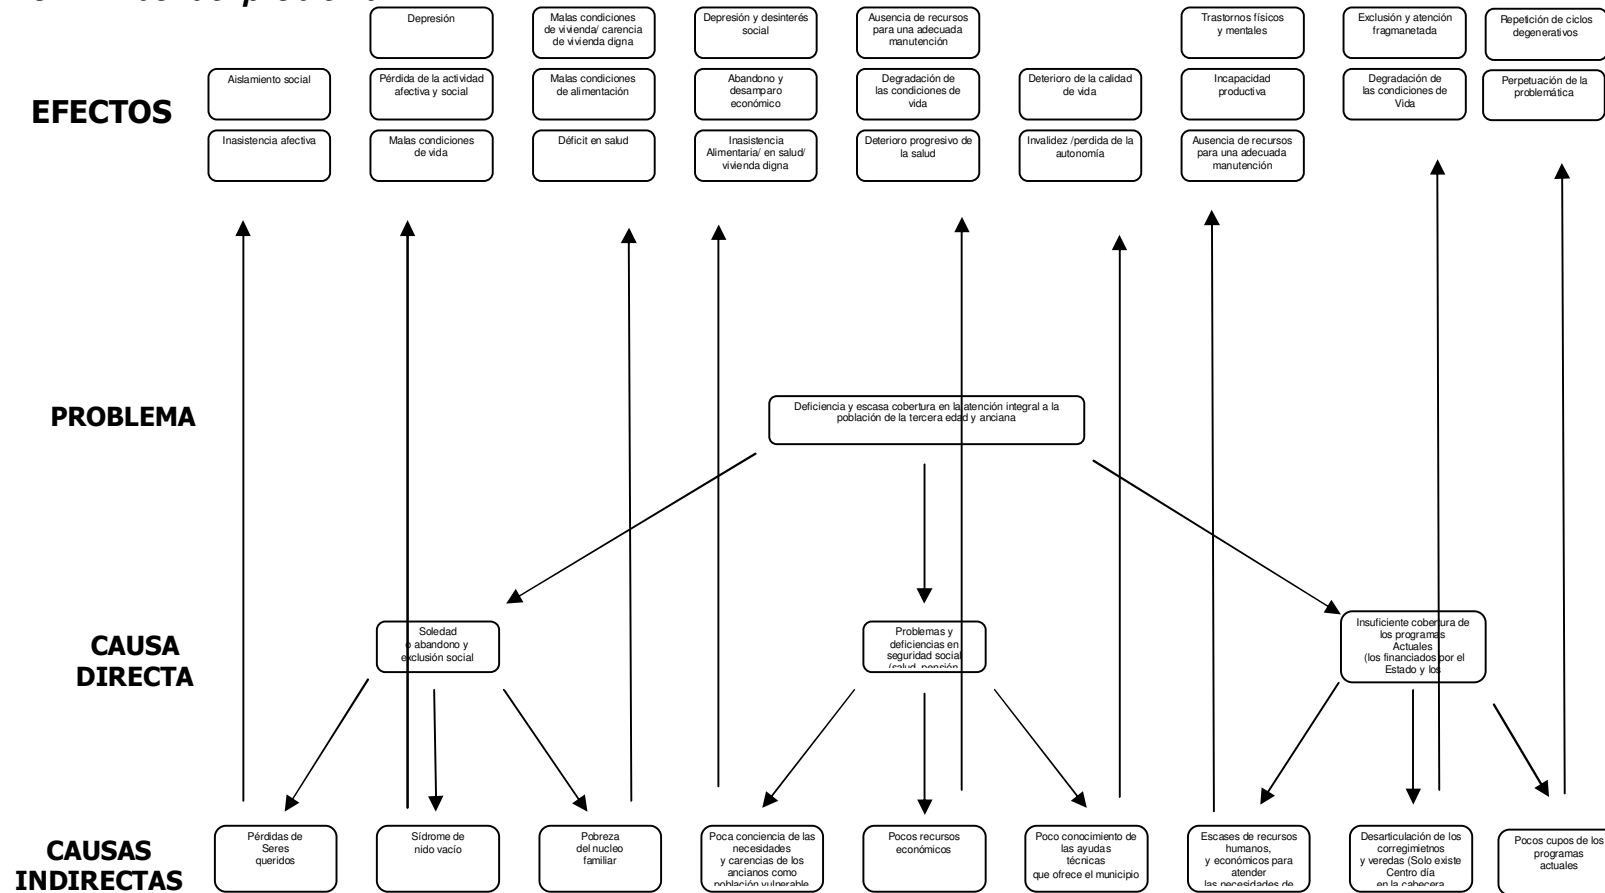 Depresión
Malas condiciones
de vivienda/ carencia
de vivienda digna
Depresión y desinterés
social
Ausencia de recursos
para una adecuada
manutención
Trastornos físicos
y mentales
Exclusión y atención
fragmanetada
Repetición de ciclos
degenerativos
EFECTOS
Aislamiento social
Pérdida de la actividad
afectiva y social
Malas condiciones
de alimentación
Abandono y
desamparo
económico
Degradación de
las condiciones de
vida
Deterioro de la calidad
de vida
Incapacidad
productiva
Degradación de
las condiciones de
Vida
Perpetuación de la
problemática
Inasistencia afectiva
Malas condiciones
de vida
Déficit en salud
Inasistencia
Alimentaria/ en salud/
vivienda digna
Deterioro progresivo de
la salud
Invalidez /perdida de la
autonomía
Ausencia de recursos
para una adecuada
manutención
PROBLEMA
Deficiencia y escasa cobertura en la atención integral a la
población de la tercera edad y anciana
CAUSA
DIRECTA
Soledad
o abandono y
exclusión social
Problemas y
deficiencias en
seguridad social
(salud, pensión,
Insuficiente cobertura de
los programas
Actuales
(los financiados por el
Estado y los
CAUSAS
INDIRECTAS
Pérdidas de
Seres
queridos
Sídrome de
nido vacío
Pobreza
del nucleo
familiar
Poca conciencia de las
necesidades
y carencias de los
ancianos como
población vulnerable
Pocos recursos
económicos
Poco conocimiento de
las ayudas
técnicas
que ofrece el municipio
Escases de recursos
humanos,
y económicos para
atender
las necesidades de
Desarticulación de los
corregimietnos
y veredas (Solo existe
Centro día
en la cabecera
Pocos cupos de los
programas
actuales